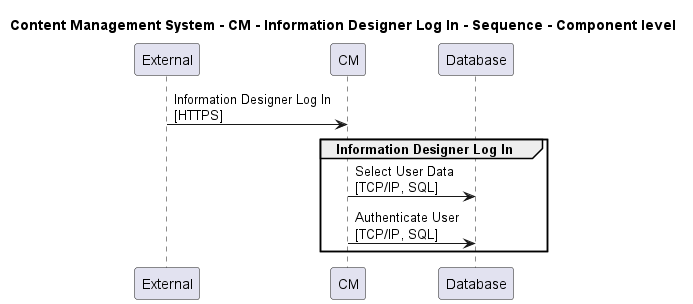 Content Management System - CM - Information Designer Log In - Sequence - Component level
External
CM
Database
Information Designer Log In
[HTTPS]
Information Designer Log In
Select User Data
[TCP/IP, SQL]
Authenticate User
[TCP/IP, SQL]
External
CM
Database